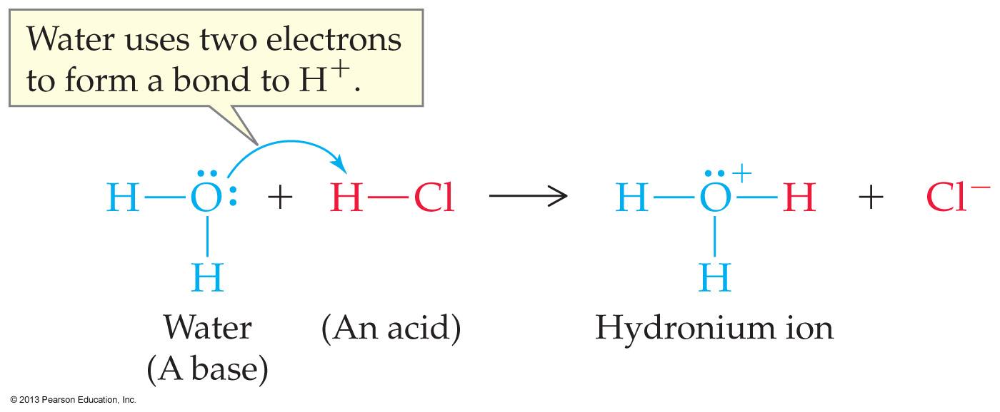 Water uses two electrons
to form a bond to H⁺.
H—Ö: + H—Cl ⟶ H—Ö⁺—H + Cl⁻
H H
Water (An acid) Hydronium ion
(A base)
© 2013 Pearson Education, Inc.